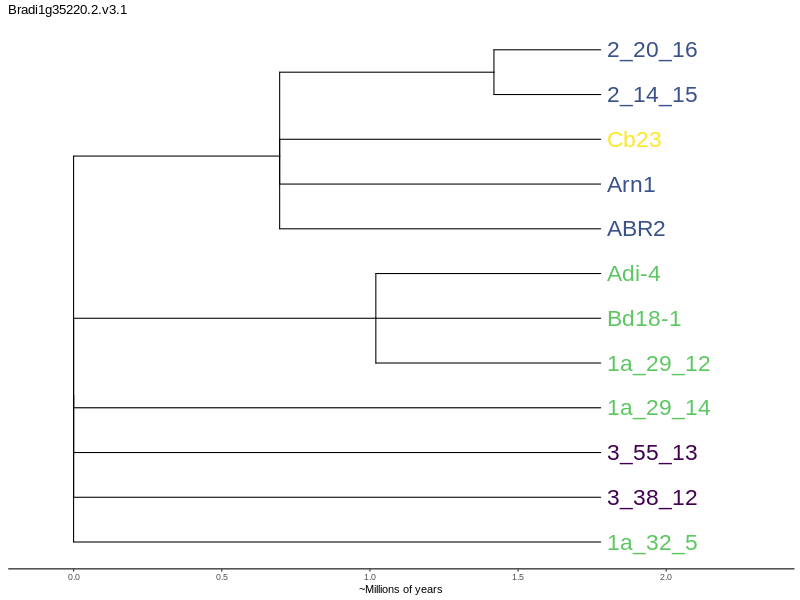 Bradi1g35220.2.v3.1
2_20_16
2_14_15
Cb23
Arn1
ABR2
Adi-4
Bd18-1
1a_29_12
1a_29_14
3_55_13
3_38_12
1a_32_5
0.0 0.5 1.0 1.5 2.0
~Millions of years